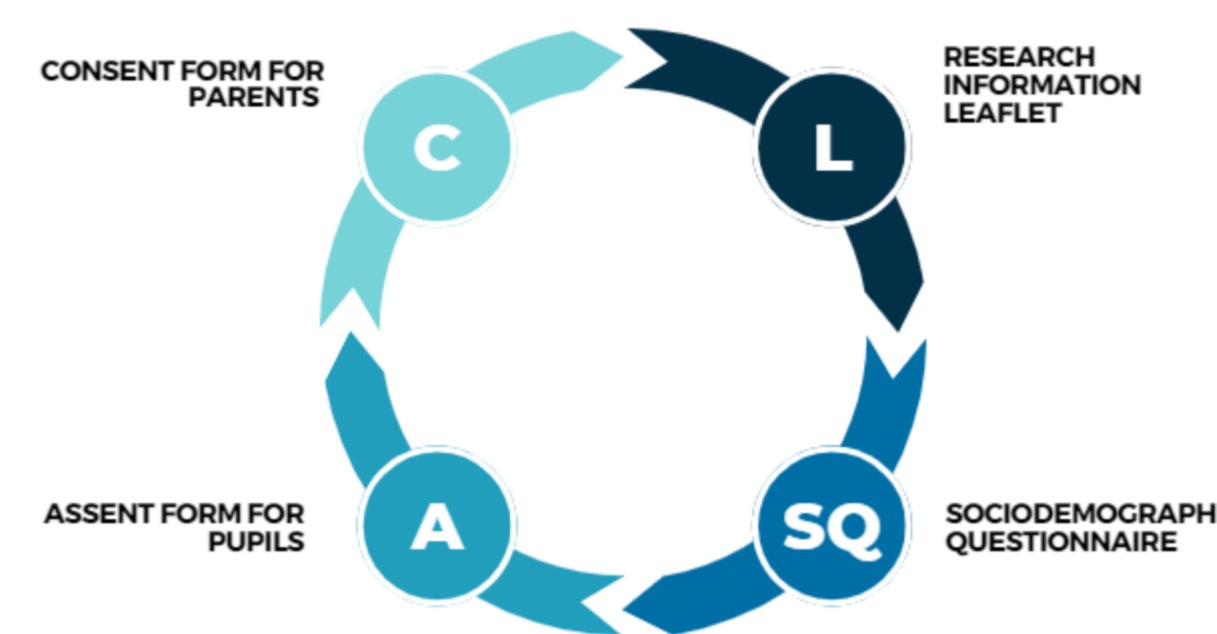 CONSENT FORM FOR
PARENTS
C
L
RESEARCH
INFORMATION
LEAFLET
ASSENT FORM FOR
PUPILS
A
SQ
SOCIODEMOGRAPH
QUESTIONNAIRE